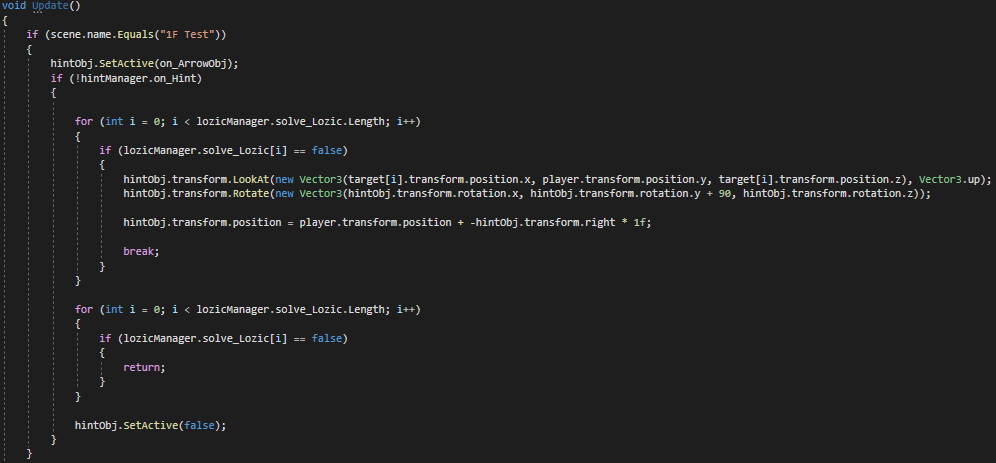 void Update()
{
if (scene.name.Equals("1F Test"))
{
hintObj.SetActive(on_ArrowObj);
if (!hintManager.on_Hint)
{
for (int i = 0; i < lozicManager.solve_Lozic.Length; i++)
{
if (lozicManager.solve_Lozic[i] == false)
{
hintObj.transform.LookAt(new Vector3(target[i].transform.position.x, player.transform.position.y, target[i].transform.position.z), Vector3.up);
hintObj.transform.Rotate(new Vector3(hintObj.transform.rotation.x, hintObj.transform.rotation.y + 90, hintObj.transform.rotation.z));
hintObj.transform.position = player.transform.position + -hintObj.transform.right * 1f;
break;
}
}
for (int i = 0; i < lozicManager.solve_Lozic.Length; i++)
{
if (lozicManager.solve_Lozic[i] == false)
{
return;
}
}
hintObj.SetActive(false);
}
}